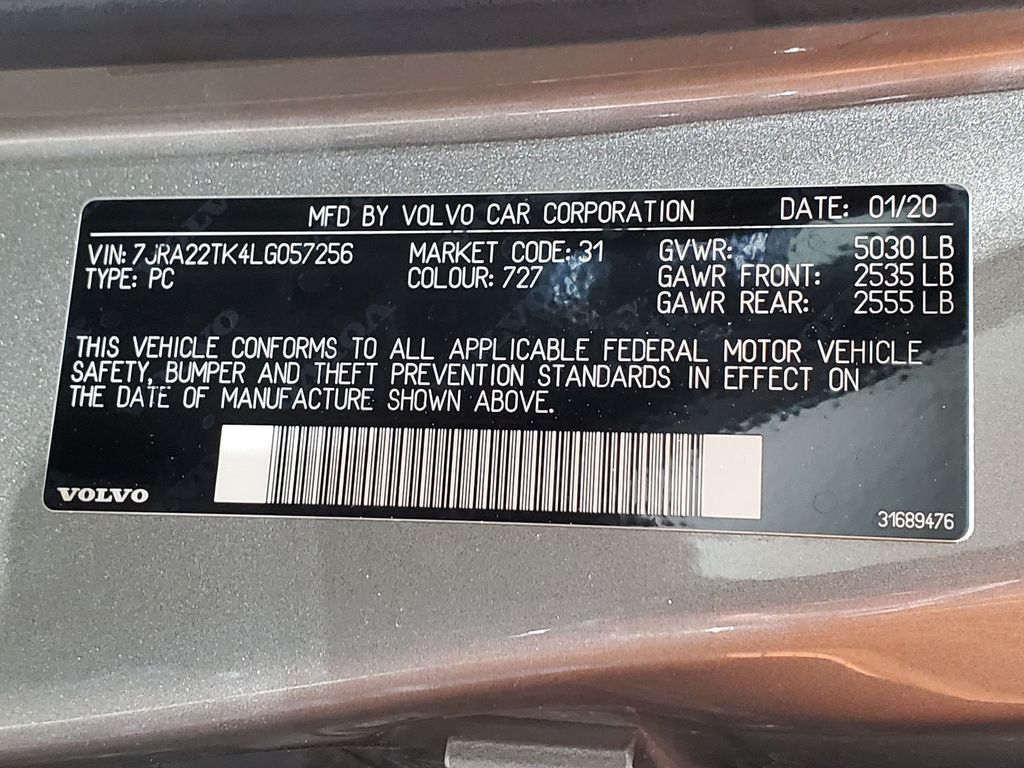 MFD BY VOLVO CAR CORPORATION DATE: 01/20
VIN: 7JRA22TK4LG057256 MARKET CODE: 31 GVWR: 5030 LB
TYPE: PC COLOUR: 727 GAWR FRONT: 2535 LB
GAWR REAR: 2555 LB
THIS VEHICLE CONFORMS TO ALL APPLICABLE FEDERAL MOTOR VEHICLE
SAFETY, BUMPER AND THEFT PREVENTION STANDARDS IN EFFECT ON
THE DATE OF MANUFACTURE SHOWN ABOVE.
VOLVO
31689476